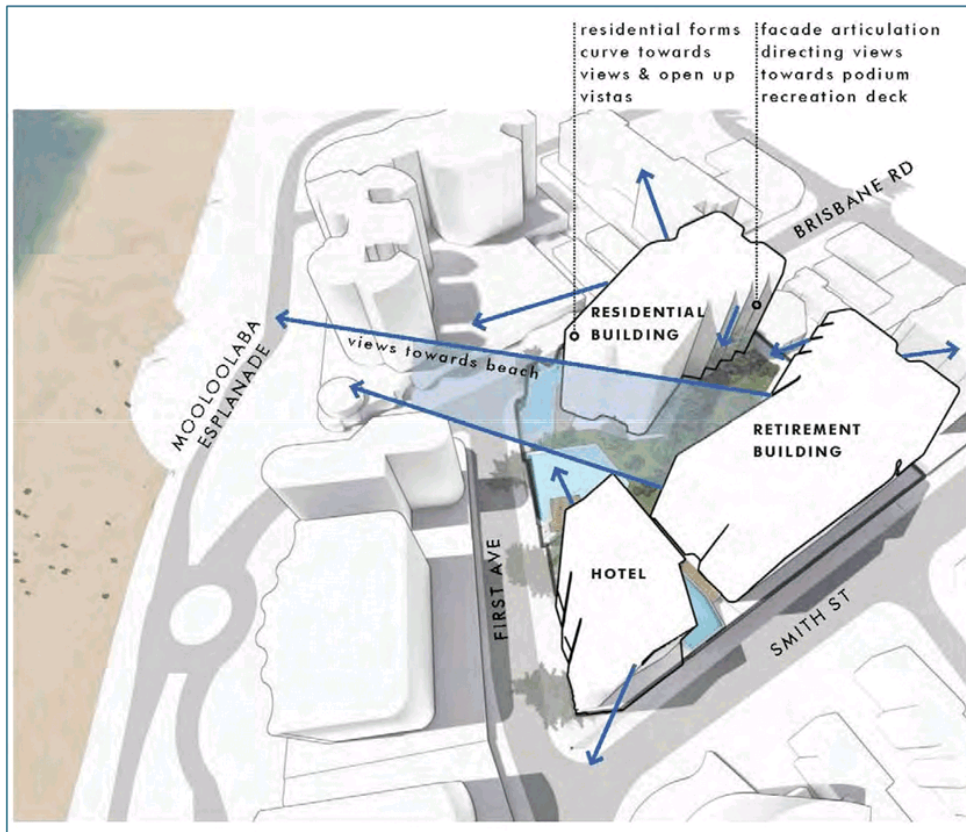 residential forms
curve towards
views & open up
vistas
facade articulation
directing views
towards podium
recreation deck
BRISBANE RD
RESIDENTIAL
BUILDING
views towards beach
MOOLOOLABA
ESPLANADE
RETIREMENT
BUILDING
FIRST AVE
HOTEL
SMITH ST